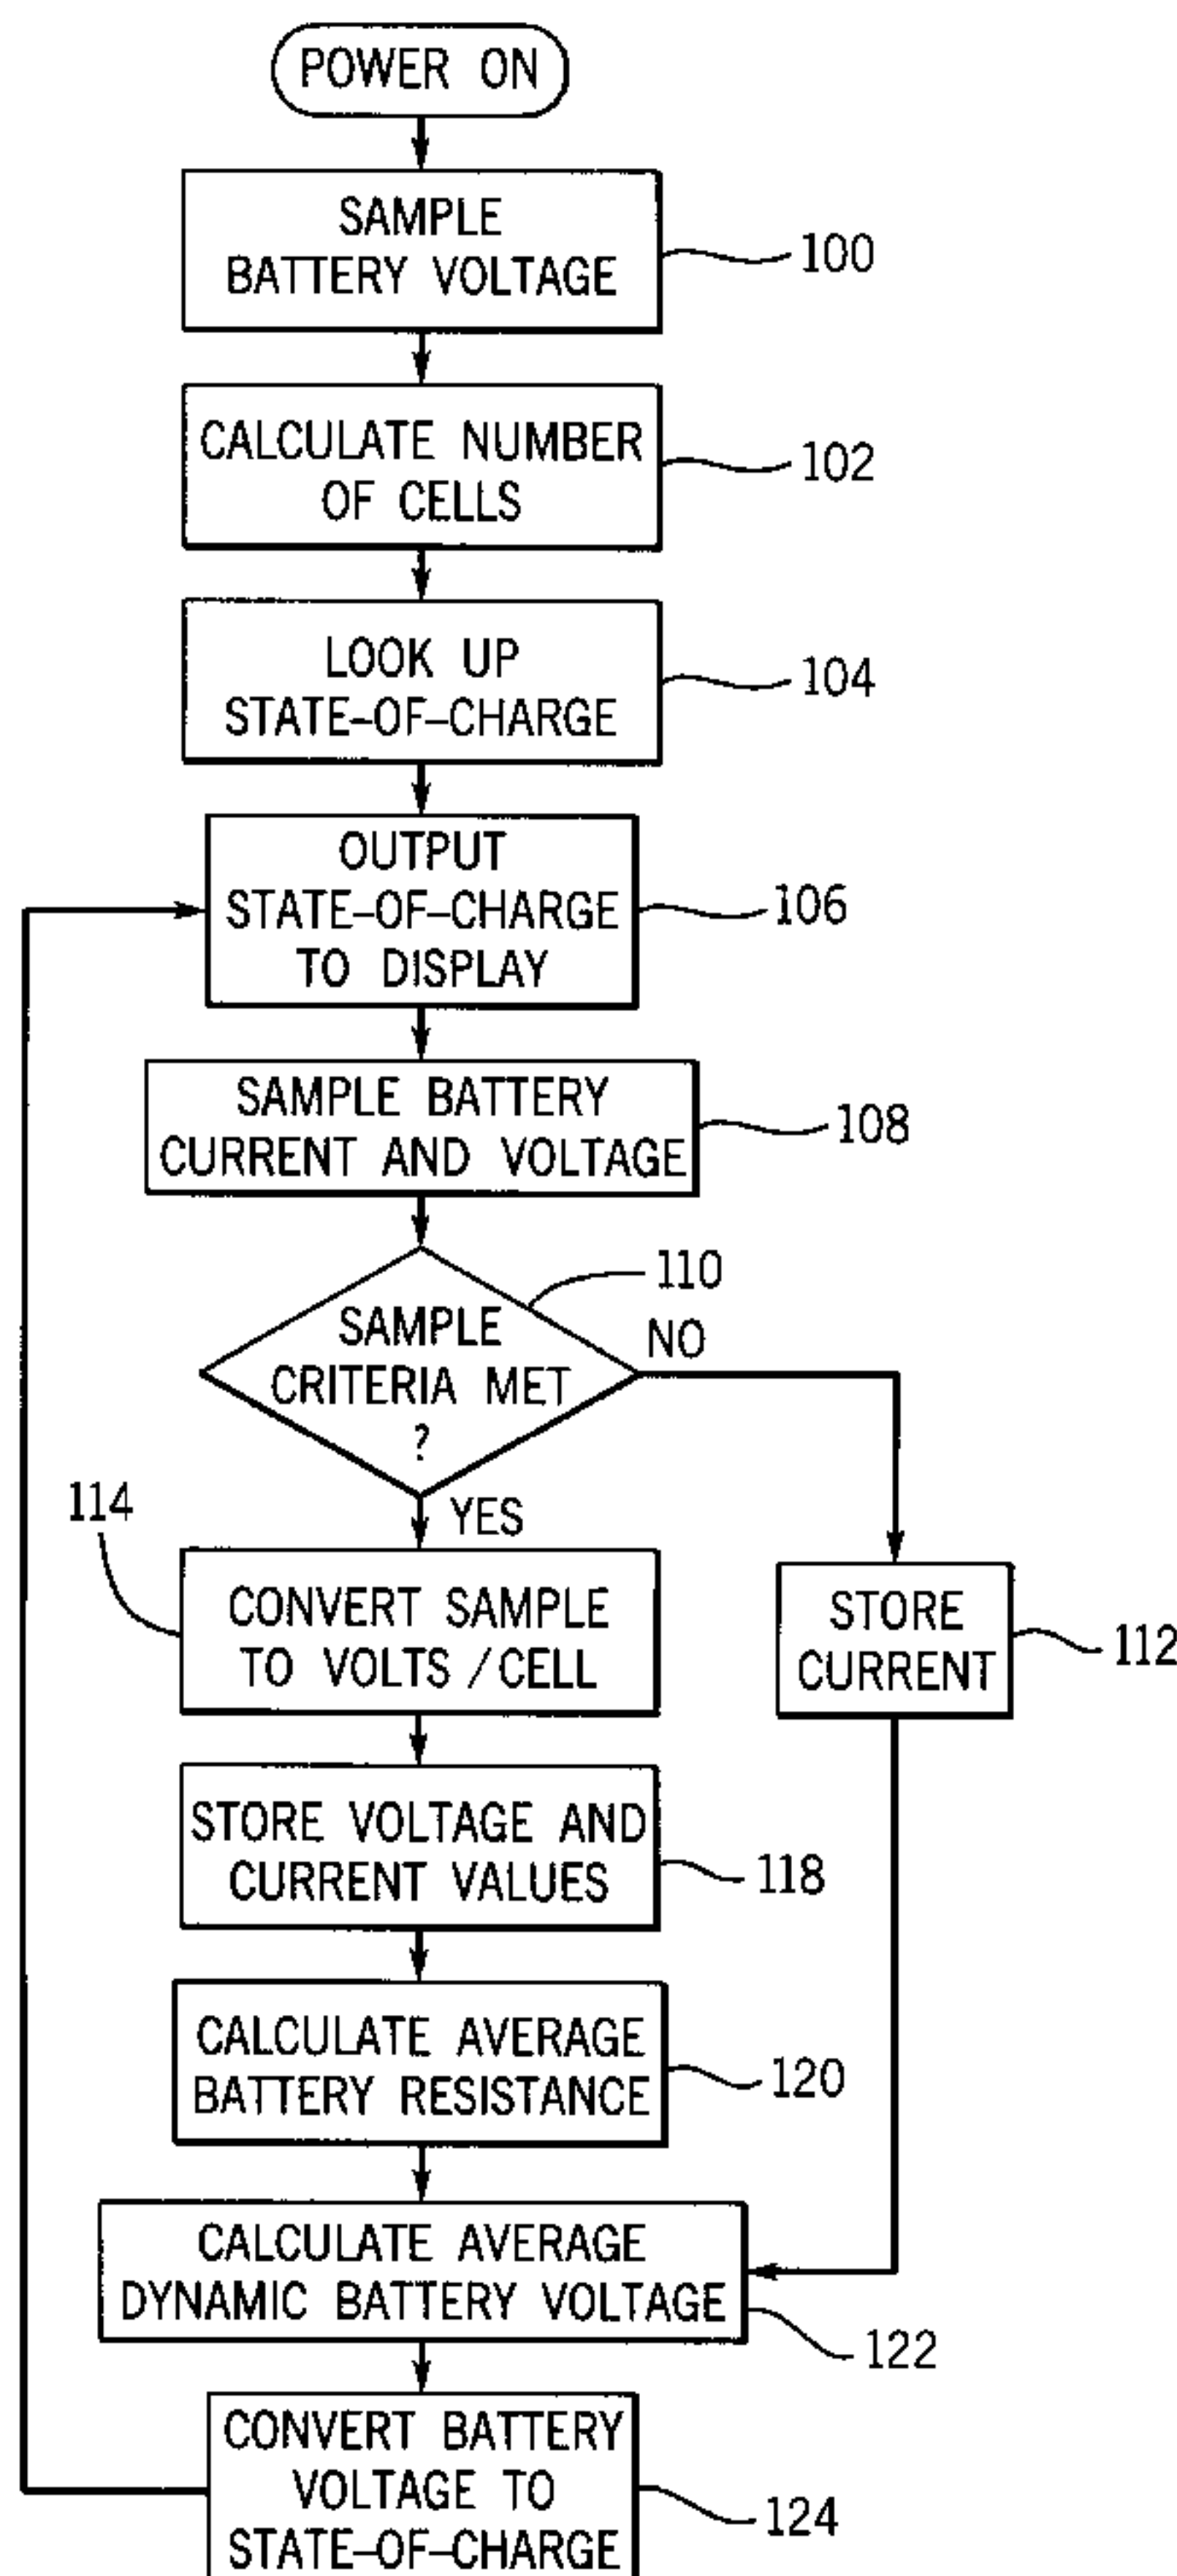 POWER ON
SAMPLE
BATTERY VOLTAGE
100
CALCULATE NUMBER
OF CELLS
102
LOOK UP
STATE-OF-CHARGE
104
OUTPUT
STATE-OF-CHARGE
TO DISPLAY
106
SAMPLE BATTERY
CURRENT AND VOLTAGE
108
110
SAMPLE
CRITERIA MET
?
NO
YES
114
CONVERT SAMPLE
TO VOLTS / CELL
STORE
CURRENT
112
STORE VOLTAGE AND
CURRENT VALUES
118
CALCULATE AVERAGE
BATTERY RESISTANCE
120
CALCULATE AVERAGE
DYNAMIC BATTERY VOLTAGE
122
CONVERT BATTERY
VOLTAGE TO
STATE-OF-CHARGE
124